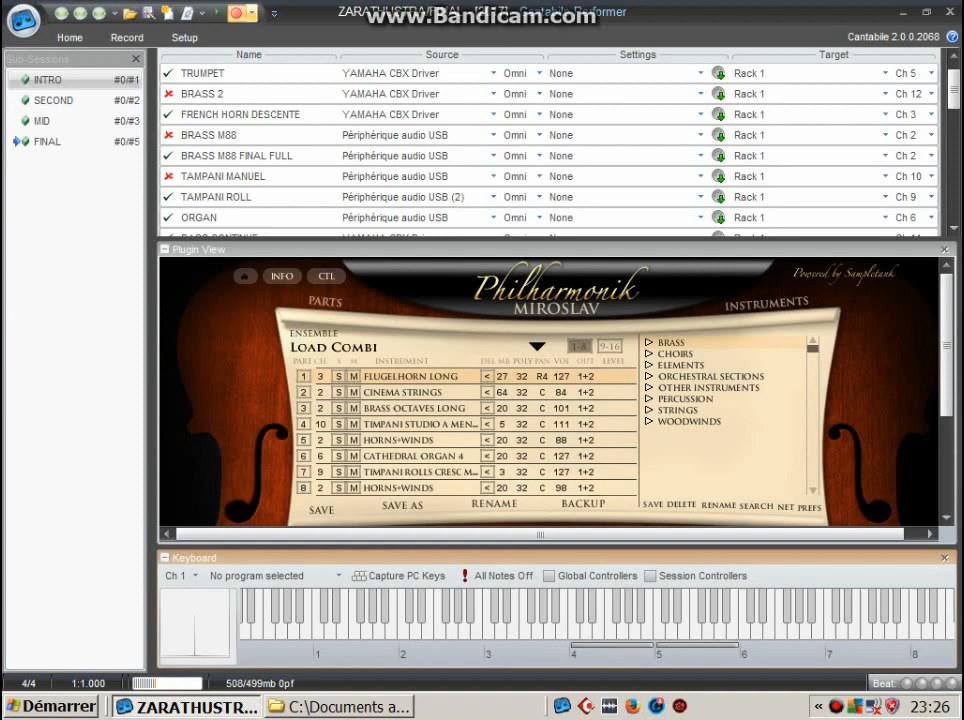 www.Bandicam.com
Cantabile Performer
Home Record Setup Cantabile 2.0.0.2068
Sub-Sessions
INTRO #0/#1
SECOND #0/#2
MID #0/#3
FINAL #0/#5
Name Source Settings Target
TRUMPET YAMAHA CBX Driver Omni None Rack 1 Ch 5
BRASS 2 YAMAHA CBX Driver Omni None Rack 1 Ch 12
FRENCH HORN DESCENTE YAMAHA CBX Driver Omni None Rack 1 Ch 3
BRASS M88 Périphérique audio USB Omni None Rack 1 Ch 2
BRASS M88 FINAL FULL Périphérique audio USB Omni None Rack 1 Ch 2
TAMPANI MANUEL Périphérique audio USB Omni None Rack 1 Ch 10
TAMPANI ROLL Périphérique audio USB (2) Omni None Rack 1 Ch 9
ORGAN Périphérique audio USB Omni None Rack 1 Ch 6
Plugin View
INFO CTL
Philharmonik
MIROSLAV
Powered by Sampletank
PARTS INSTRUMENTS
ENSEMBLE
LOAD COMBI 1-8 9-16
PART CH. S M INSTRUMENT DEL MB POLY PAN VOL OUT LEVEL
1 3 S M FLUGELHORN LONG < 27 32 R4 127 1+2
2 2 S M CINEMA STRINGS < 64 32 C 84 1+2
3 2 S M BRASS OCTAVES LONG < 20 32 C 101 1+2
4 10 S M TIMPANI STUDIO A MEN... < 5 32 C 111 1+2
5 2 S M HORNS+WINDS < 20 32 C 88 1+2
6 6 S M CATHEDRAL ORGAN 4 < 20 32 C 127 1+2
7 9 S M TIMPANI ROLLS CRESC M... < 3 32 C 127 1+2
8 2 S M HORNS+WINDS < 20 32 C 98 1+2
SAVE SAVE AS RENAME BACKUP
BRASS
CHOIRS
ELEMENTS
ORCHESTRAL SECTIONS
OTHER INSTRUMENTS
PERCUSSION
STRINGS
WOODWINDS
SAVE DELETE RENAME SEARCH NET PREFS
Keyboard
Ch 1 No program selected Capture PC Keys All Notes Off Global Controllers Session Controllers
1 2 3 4 5 6 7 8
4/4 1:1.000 508/499mb 0pf Beat:
Démarrer ZARATHUSTR... C:\Documents a... « 23:26